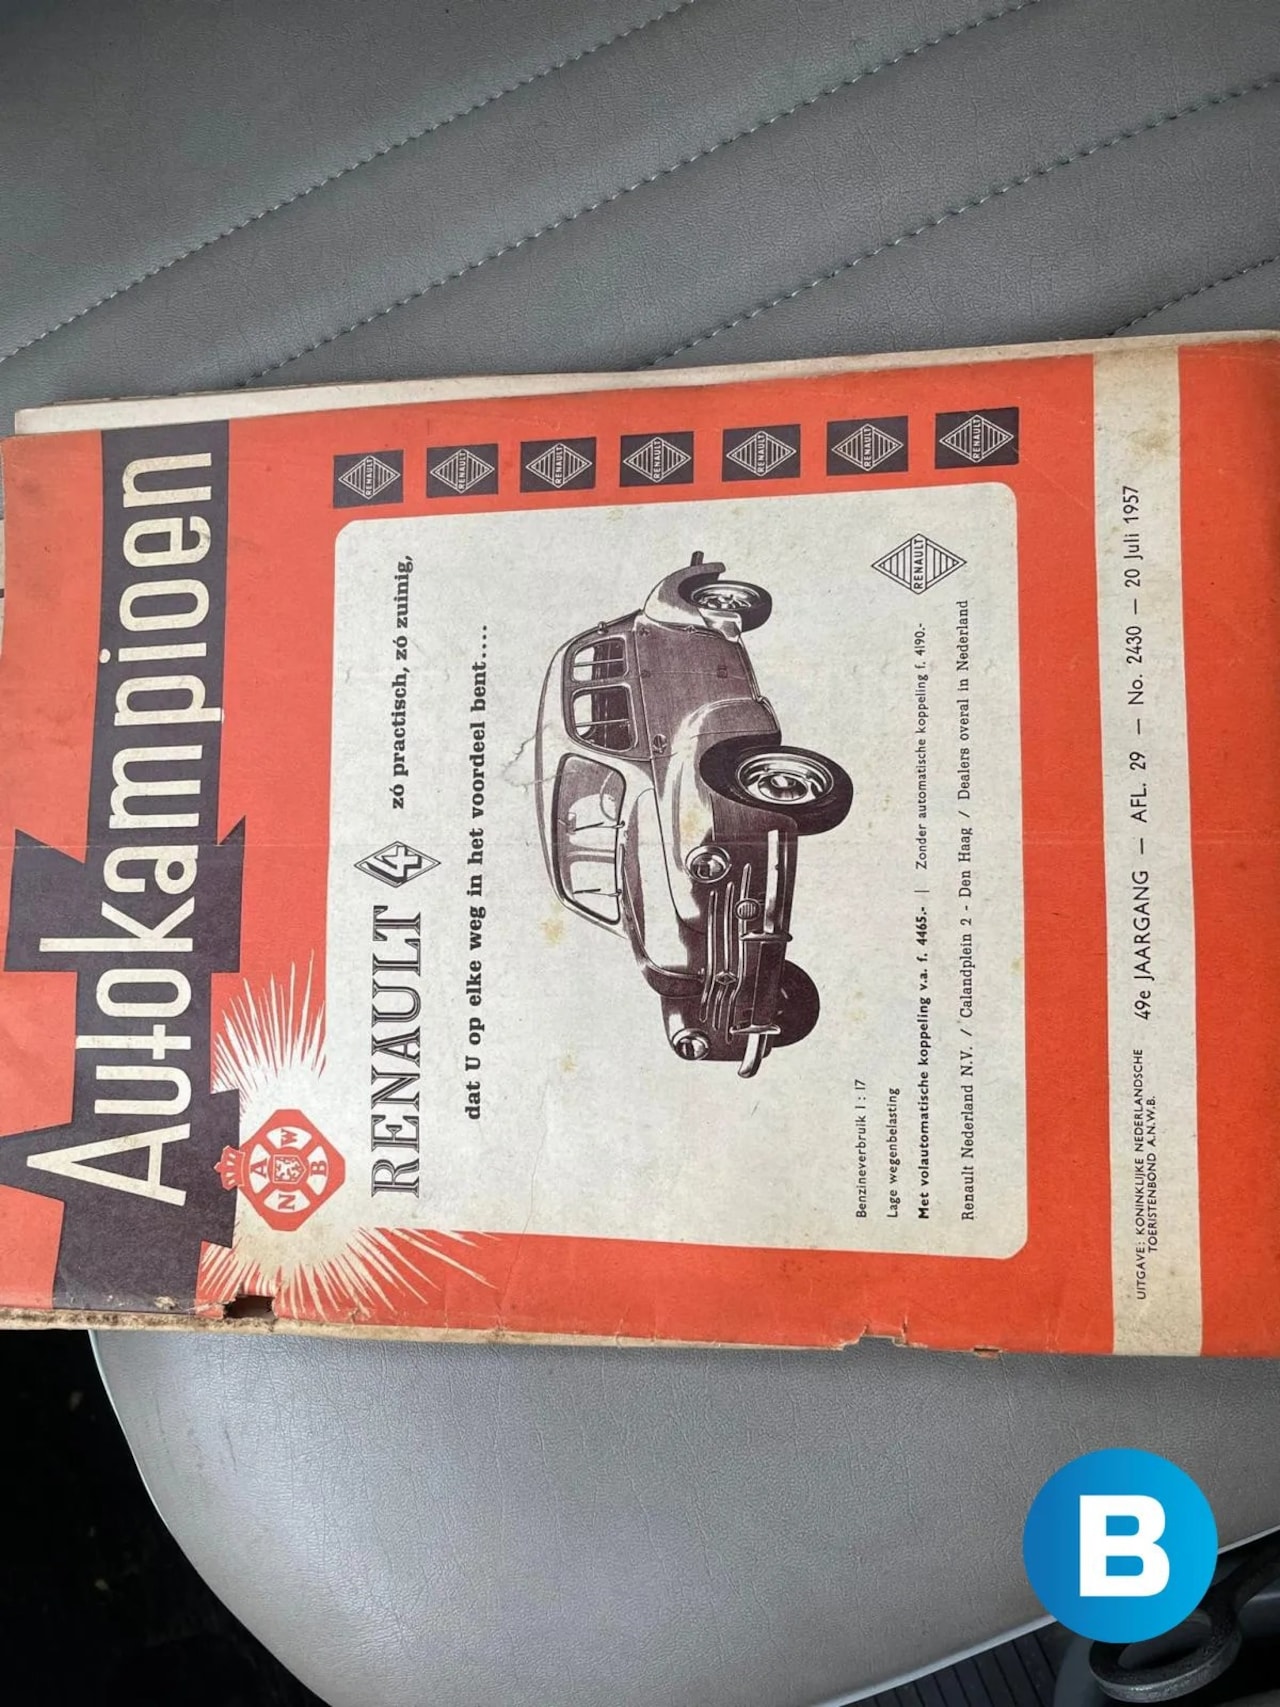 Autokampioen
A
N W
B
RENAULT 4 zó practisch, zó zuinig,
dat U op elke weg in het voordeel bent....
RENAULT
RENAULT
RENAULT
RENAULT
RENAULT
RENAULT
RENAULT
Benzineverbruik 1 : 17
Lage wegenbelasting
Met volautomatische koppeling v.a. f. 4465.- | Zonder automatische koppeling f. 4190.-
RENAULT
Renault Nederland N.V. / Calandplein 2 - Den Haag / Dealers overal in Nederland
UITGAVE: KONINKLIJKE NEDERLANDSCHE
TOERISTENBOND A.N.W.B.
49e JAARGANG — AFL. 29 — No. 2430 — 20 Juli 1957
B